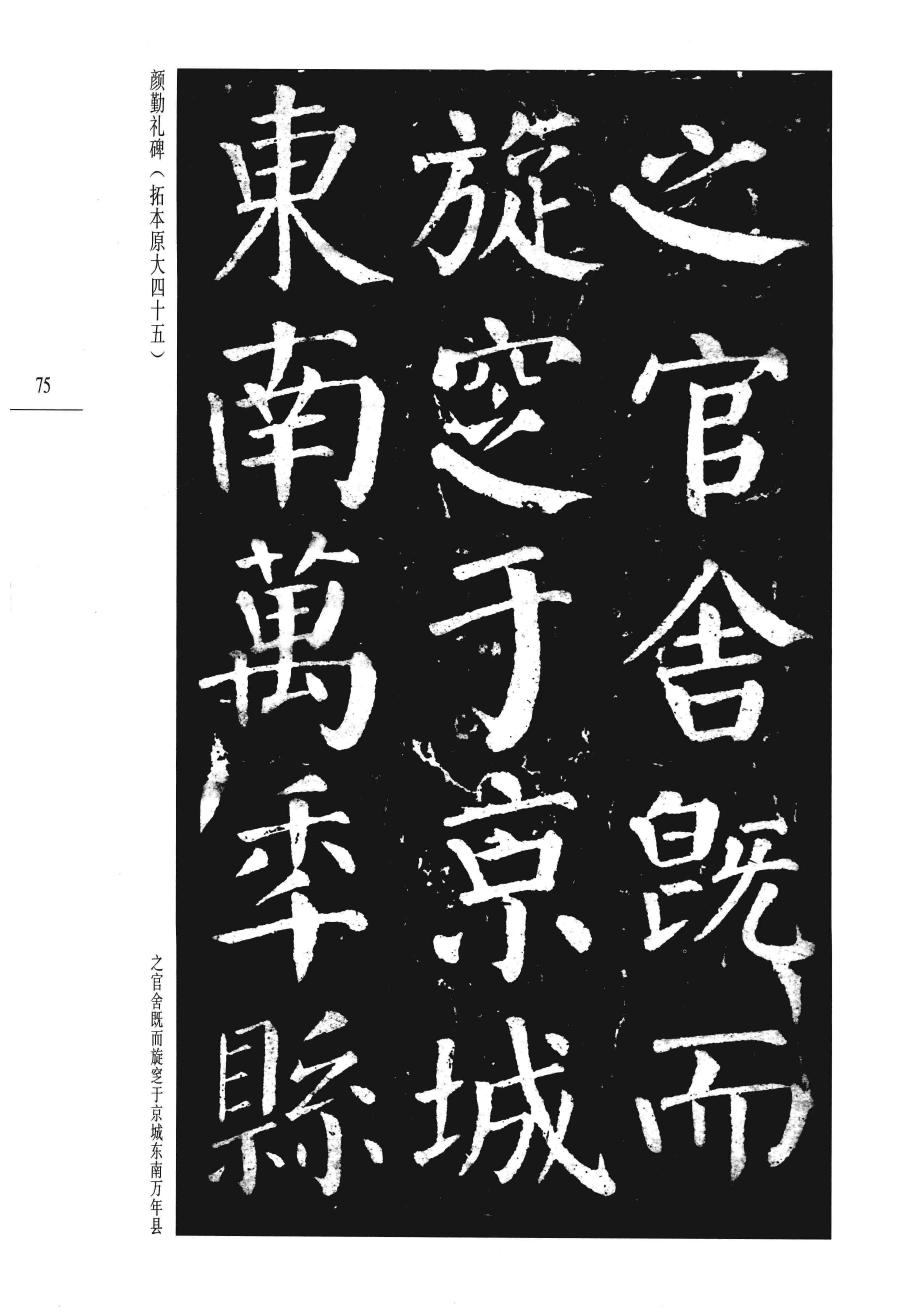 之官舍既而
旋窆于京城
東南萬年縣
颜勤礼碑（拓本原大四十五）
之官舍既而旋窆于京城东南万年县
75